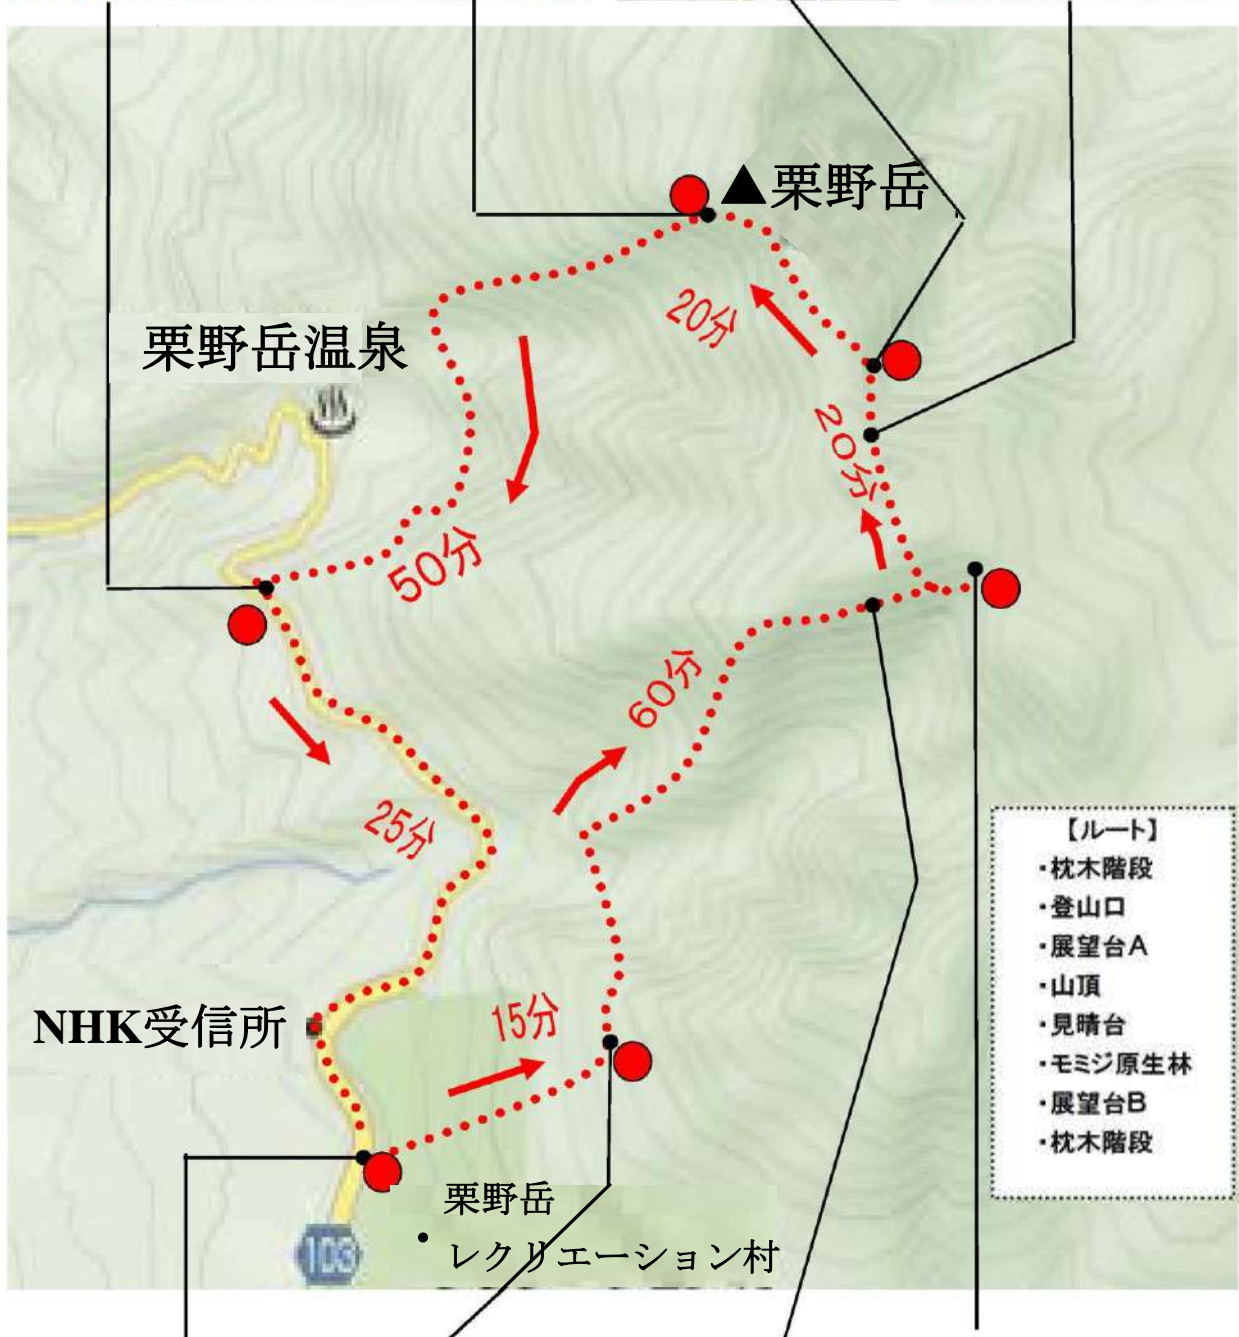 ▲栗野岳
20分
栗野岳温泉
20分
50分
60分
25分
【ルート】
・枕木階段
・登山口
・展望台A
・山頂
・見晴台
・モミジ原生林
・展望台B
・枕木階段
NHK受信所
15分
栗野岳
・レクリエーション村
103